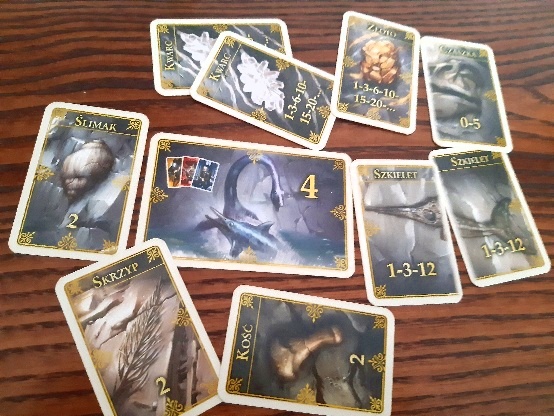 KWARC
KWARC
1-3-6-10-
15-20-...
ZŁOTO
1-3-6-10-
15-20-...
CZASZKA
0-5
ŚLIMAK
2
4
SZKIELET
1-3-12
SZKIELET
1-3-12
SKRZYP
2
KOŚĆ
2